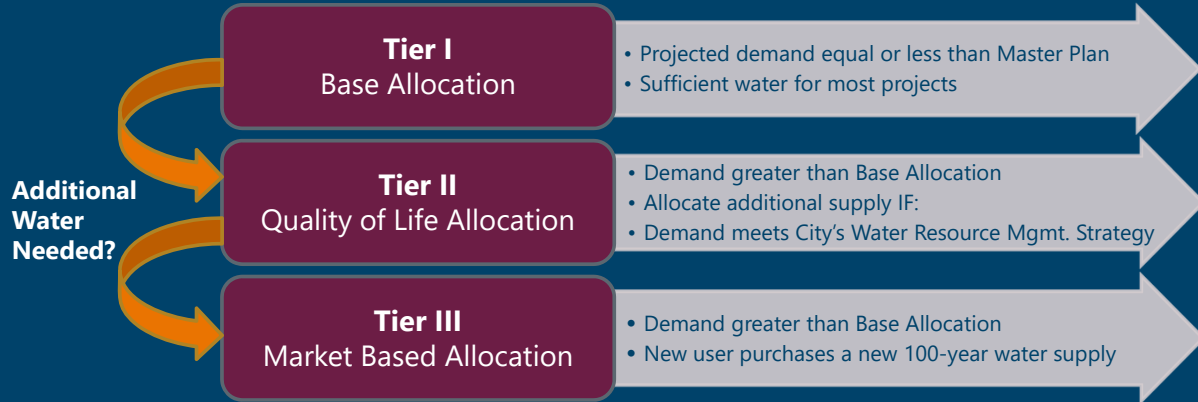 Additional
Water
Needed?
Tier I
Base Allocation
• Projected demand equal or less than Master Plan
• Sufficient water for most projects
Tier II
Quality of Life Allocation
• Demand greater than Base Allocation
• Allocate additional supply IF:
• Demand meets City's Water Resource Mgmt. Strategy
Tier III
Market Based Allocation
• Demand greater than Base Allocation
• New user purchases a new 100-year water supply